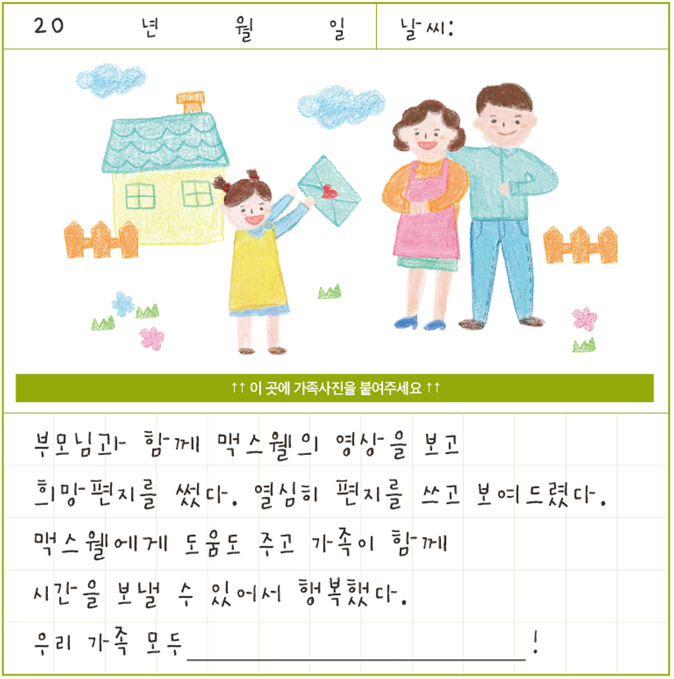 20 년 월 일 날씨:
↑↑ 이 곳에 가족사진을 붙여주세요 ↑↑
부모님과 함께 맥스웰의 영상을 보고
희망편지를 썼다. 열심히 편지를 쓰고 보여드렸다.
맥스웰에게 도움도 주고 가족이 함께
시간을 보낼 수 있어서 행복했다.
우리 가족 모두 !